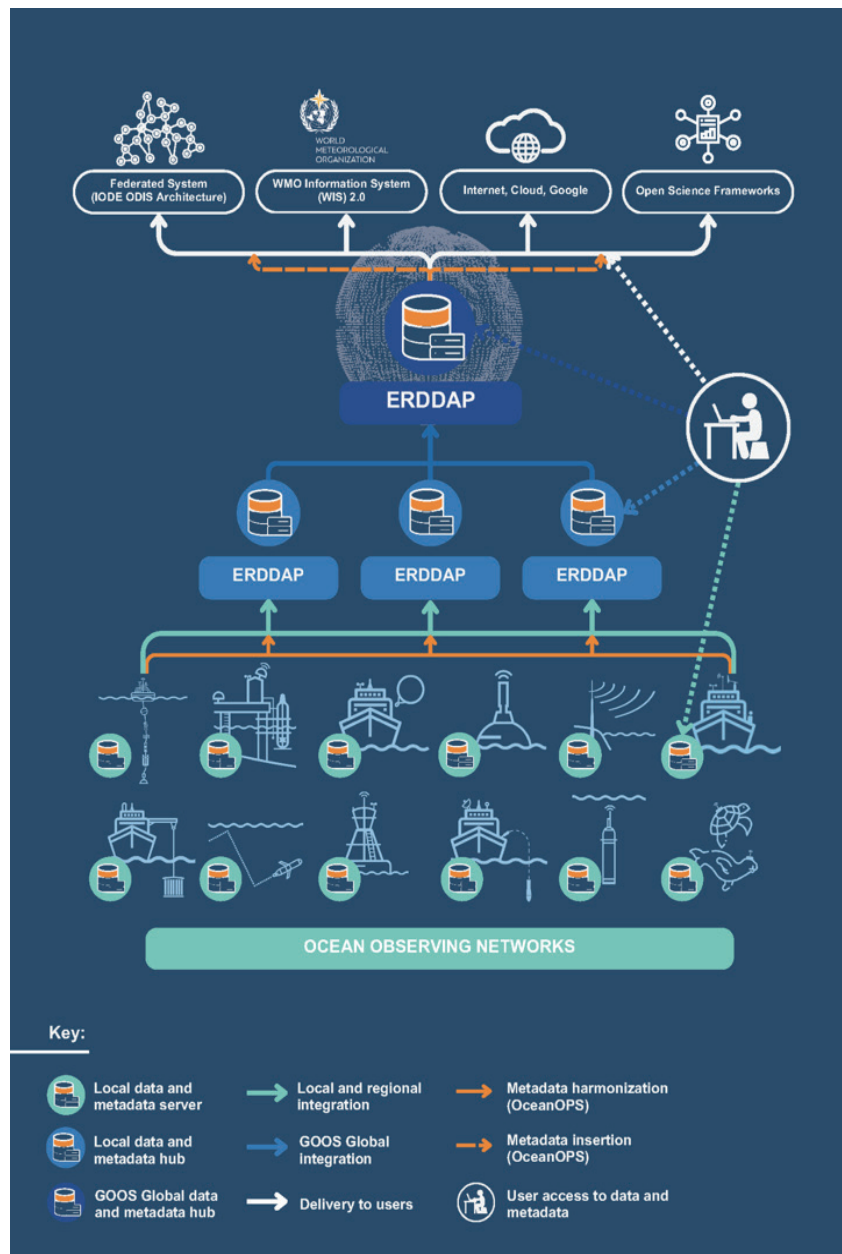 WORLD
METEOROLOGICAL
ORGANIZATION
Federated System
(IODE ODIS Architecture)
WMO Information System
(WIS) 2.0
Internet, Cloud, Google
Open Science Frameworks
ERDDAP
ERDDAP
ERDDAP
ERDDAP
OCEAN OBSERVING NETWORKS
Key:
Local data and
metadata server
Local and regional
integration
Metadata harmonization
(OceanOPS)
Local data and
metadata hub
GOOS Global
integration
Metadata insertion
(OceanOPS)
GOOS Global data
and metadata hub
Delivery to users
User access to data and
metadata